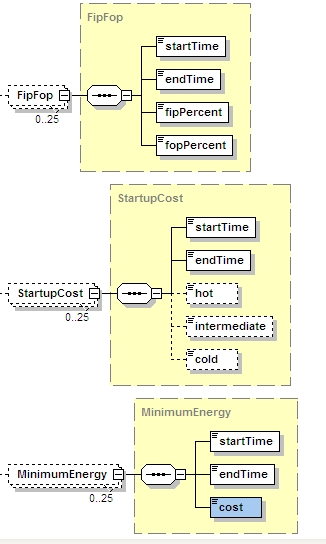 FipFop
startTime
endTime
FipFop
fipPercent
0..25
fopPercent
StartupCost
startTime
endTime
StartupCost
hot
0..25
intermediate
cold
MinimumEnergy
startTime
MinimumEnergy
endTime
0..25
cost